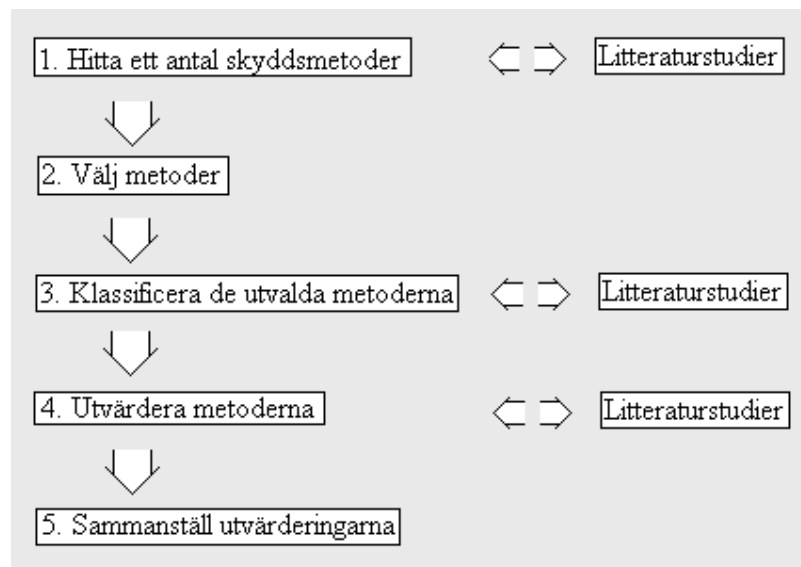 1. Hitta ett antal skyddsmetoder
Litteraturstudier
2. Välj metoder
3. Klassificera de utvalda metoderna
Litteraturstudier
4. Utvärdera metoderna
Litteraturstudier
5. Sammanställ utvärderingarna